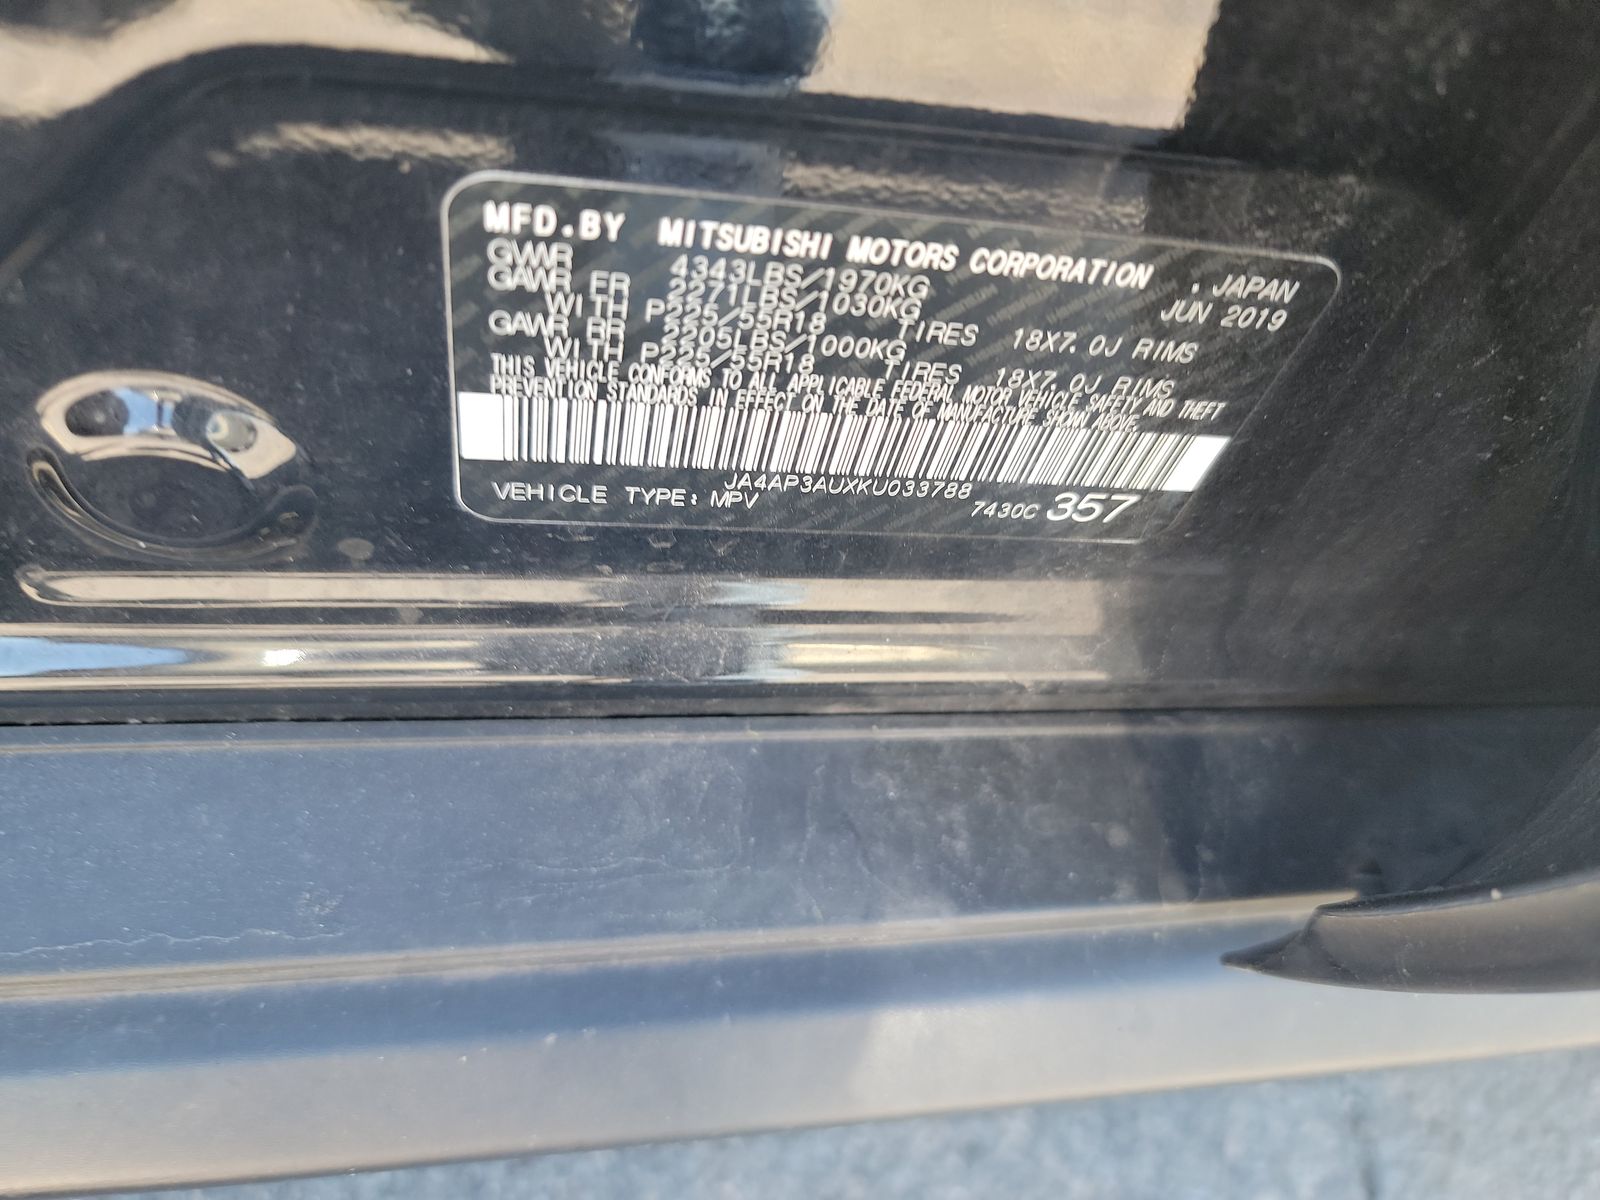 MFD.BY MITSUBISHI MOTORS CORPORATION, JAPAN
GVWR 4343LBS/1970KG JUN 2019
GAWR FR 2271LBS/1030KG
WITH P225/55R18 TIRES 18X7.0J RIMS
GAWR RR 2205LBS/1000KG
WITH P225/55R18 TIRES 18X7.0J RIMS
THIS VEHICLE CONFORMS TO ALL APPLICABLE FEDERAL MOTOR VEHICLE SAFETY AND THEFT
PREVENTION STANDARDS IN EFFECT ON THE DATE OF MANUFACTURE SHOWN ABOVE.
JA4AP3AUXKU033788
VEHICLE TYPE: MPV 7430C 357